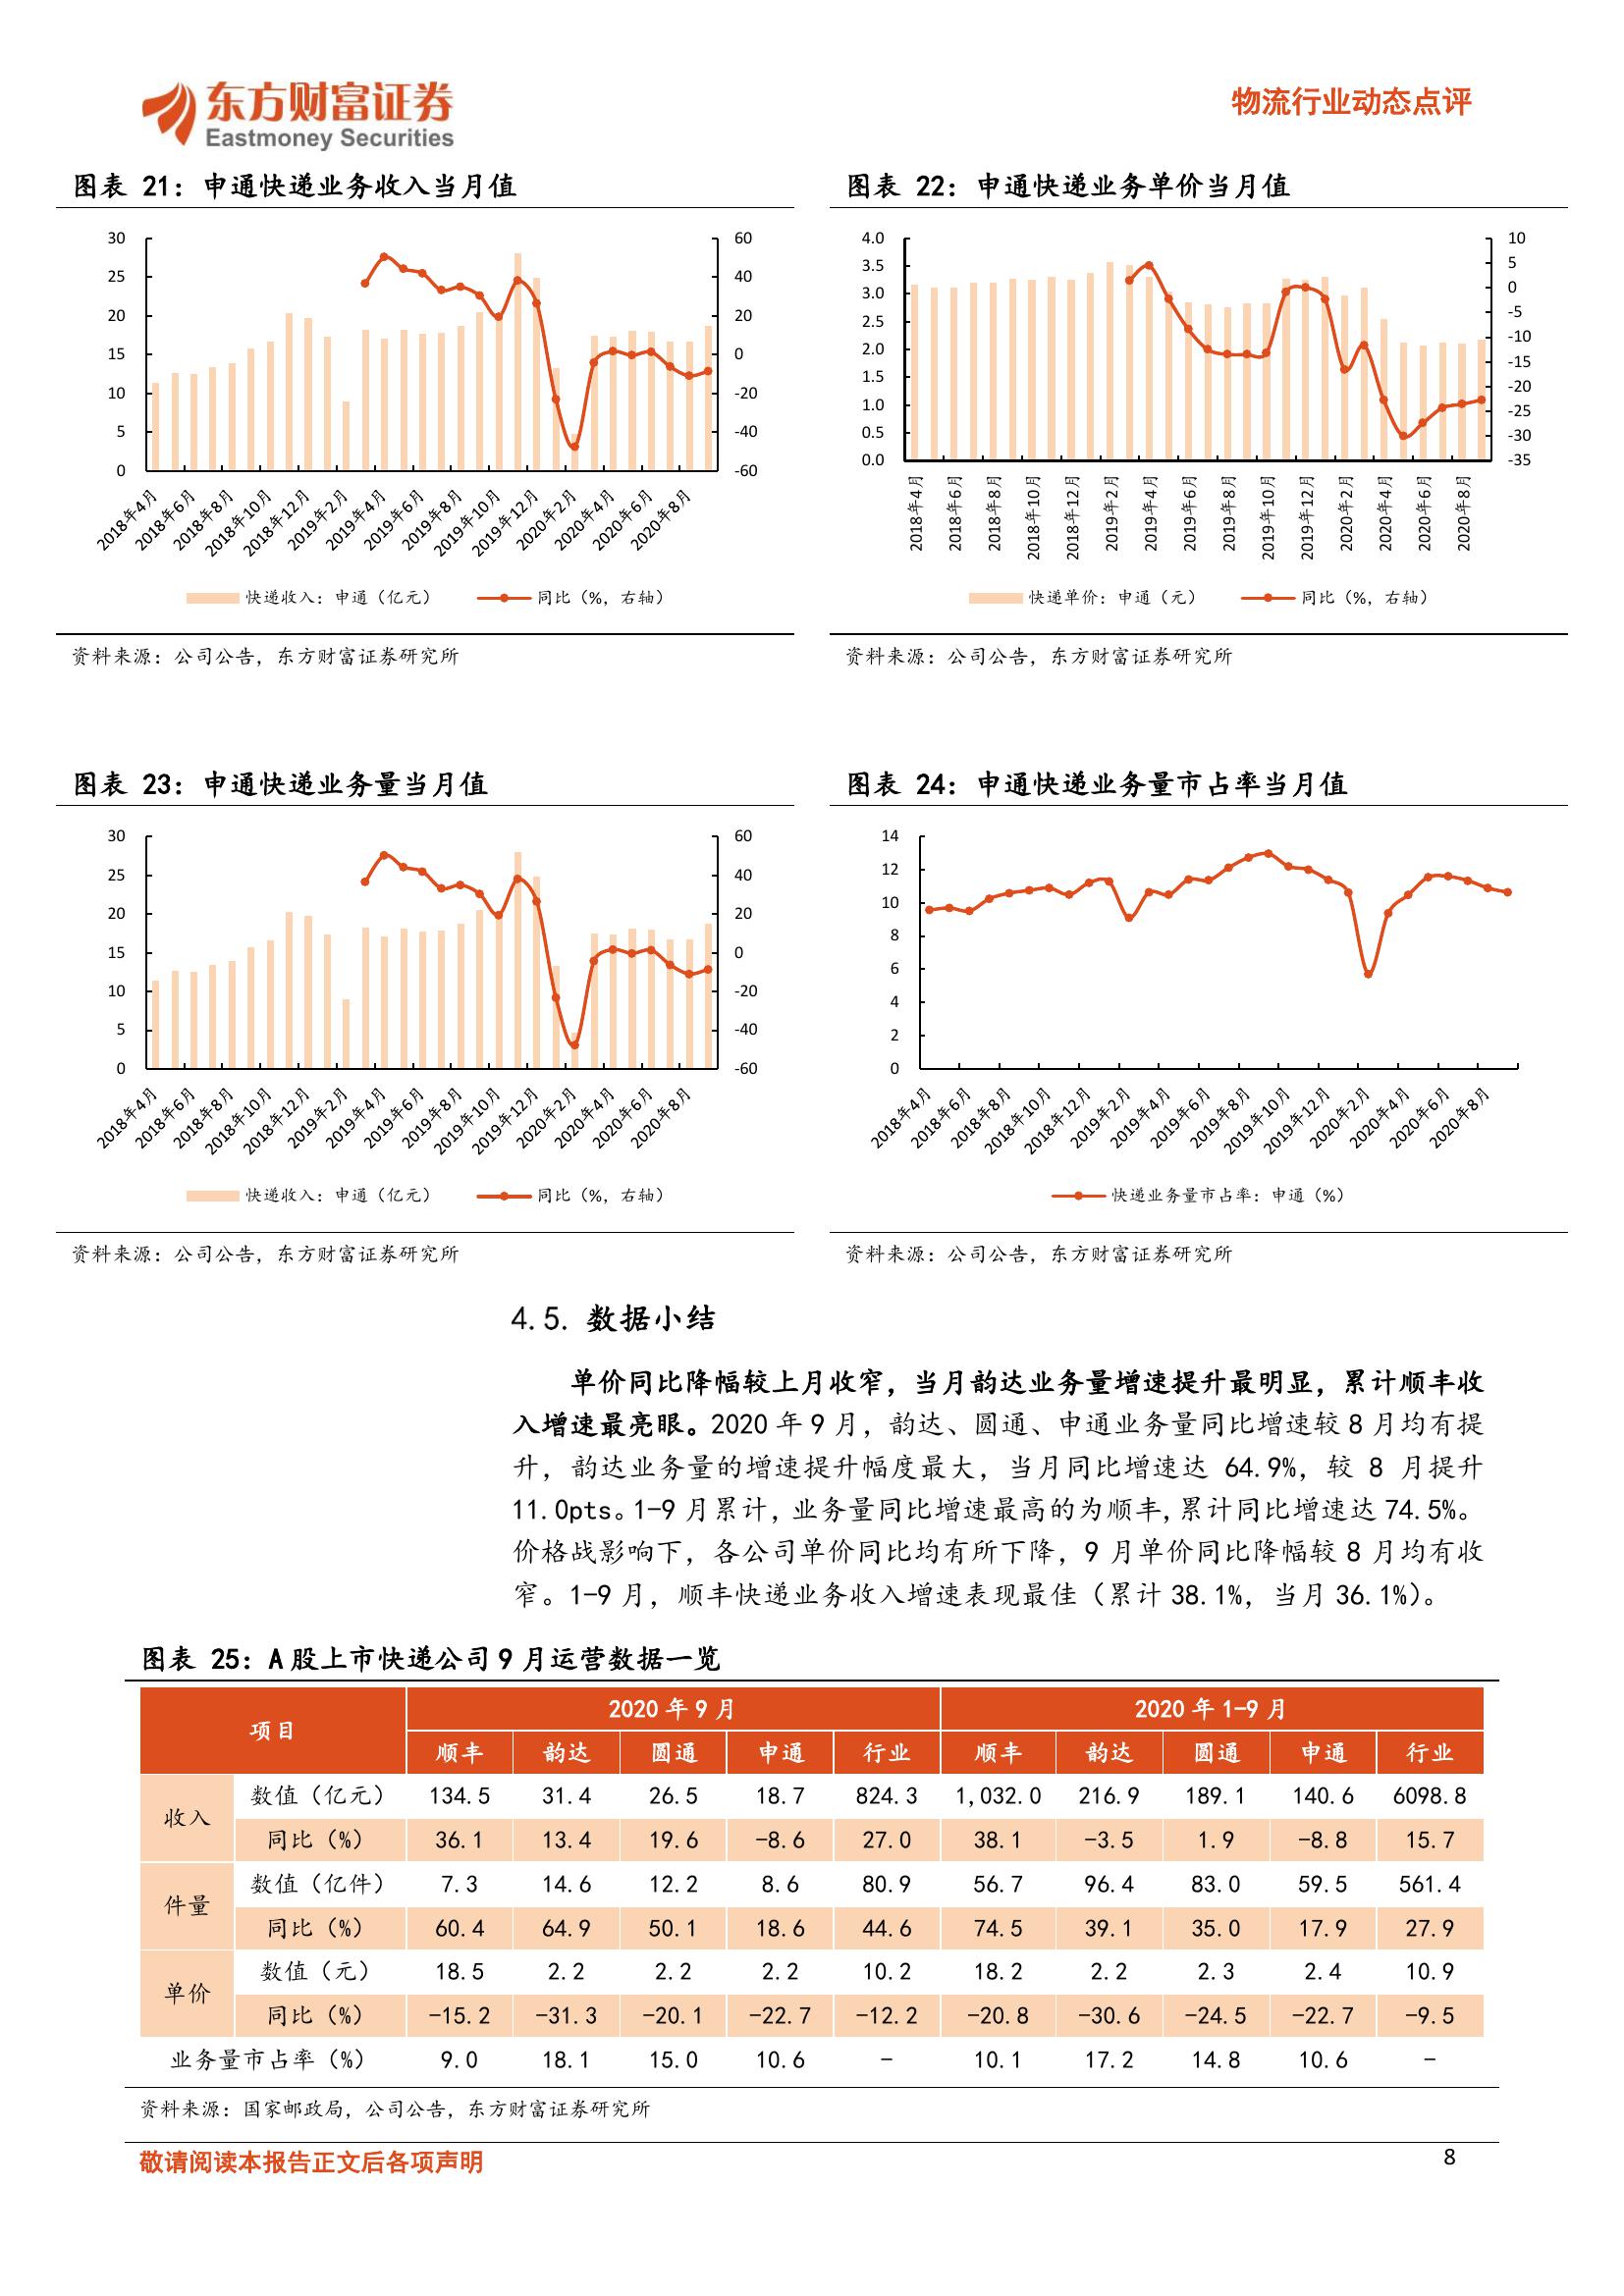 东方财富证券
Eastmoney Securities
物流行业动态点评
图表 21：申通快递业务收入当月值
30
25
20
15
10
5
0
60
40
20
0
-20
-40
-60
2018年4月
2018年6月
2018年8月
2018年10月
2018年12月
2019年2月
2019年4月
2019年6月
2019年8月
2019年10月
2019年12月
2020年2月
2020年4月
2020年6月
2020年8月
快递收入：申通（亿元） 同比（%，右轴）
资料来源：公司公告，东方财富证券研究所
图表 22：申通快递业务单价当月值
4.0
3.5
3.0
2.5
2.0
1.5
1.0
0.5
0.0
10
5
0
-5
-10
-15
-20
-25
-30
-35
2018年4月
2018年6月
2018年8月
2018年10月
2018年12月
2019年2月
2019年4月
2019年6月
2019年8月
2019年10月
2019年12月
2020年2月
2020年4月
2020年6月
2020年8月
快递单价：申通（元） 同比（%，右轴）
资料来源：公司公告，东方财富证券研究所
图表 23：申通快递业务量当月值
30
25
20
15
10
5
0
60
40
20
0
-20
-40
-60
2018年4月
2018年6月
2018年8月
2018年10月
2018年12月
2019年2月
2019年4月
2019年6月
2019年8月
2019年10月
2019年12月
2020年2月
2020年4月
2020年6月
2020年8月
快递收入：申通（亿元） 同比（%，右轴）
资料来源：公司公告，东方财富证券研究所
图表 24：申通快递业务量市占率当月值
14
12
10
8
6
4
2
0
2018年4月
2018年6月
2018年8月
2018年10月
2018年12月
2019年2月
2019年4月
2019年6月
2019年8月
2019年10月
2019年12月
2020年2月
2020年4月
2020年6月
2020年8月
快递业务量市占率：申通（%）
资料来源：公司公告，东方财富证券研究所
4.5. 数据小结
单价同比降幅较上月收窄，当月韵达业务量增速提升最明显，累计顺丰收
入增速最亮眼。2020 年 9 月，韵达、圆通、申通业务量同比增速较 8 月均有提
升，韵达业务量的增速提升幅度最大，当月同比增速达 64.9%，较 8 月提升
11.0pts。1-9 月累计，业务量同比增速最高的为顺丰，累计同比增速达 74.5%。
价格战影响下，各公司单价同比均有所下降，9 月单价同比降幅较 8 月均有收
窄。1-9 月，顺丰快递业务收入增速表现最佳（累计 38.1%，当月 36.1%）。
图表 25：A 股上市快递公司 9 月运营数据一览
项目 2020 年 9 月 2020 年 1-9 月
顺丰 韵达 圆通 申通 行业 顺丰 韵达 圆通 申通 行业
收入 数值（亿元） 134.5 31.4 26.5 18.7 824.3 1,032.0 216.9 189.1 140.6 6098.8
同比（%） 36.1 13.4 19.6 -8.6 27.0 38.1 -3.5 1.9 -8.8 15.7
件量 数值（亿件） 7.3 14.6 12.2 8.6 80.9 56.7 96.4 83.0 59.5 561.4
同比（%） 60.4 64.9 50.1 18.6 44.6 74.5 39.1 35.0 17.9 27.9
单价 数值（元） 18.5 2.2 2.2 2.2 10.2 18.2 2.2 2.3 2.4 10.9
同比（%） -15.2 -31.3 -20.1 -22.7 -12.2 -20.8 -30.6 -24.5 -22.7 -9.5
业务量市占率（%） 9.0 18.1 15.0 10.6 - 10.1 17.2 14.8 10.6 -
资料来源：国家邮政局，公司公告，东方财富证券研究所
敬请阅读本报告正文后各项声明
8